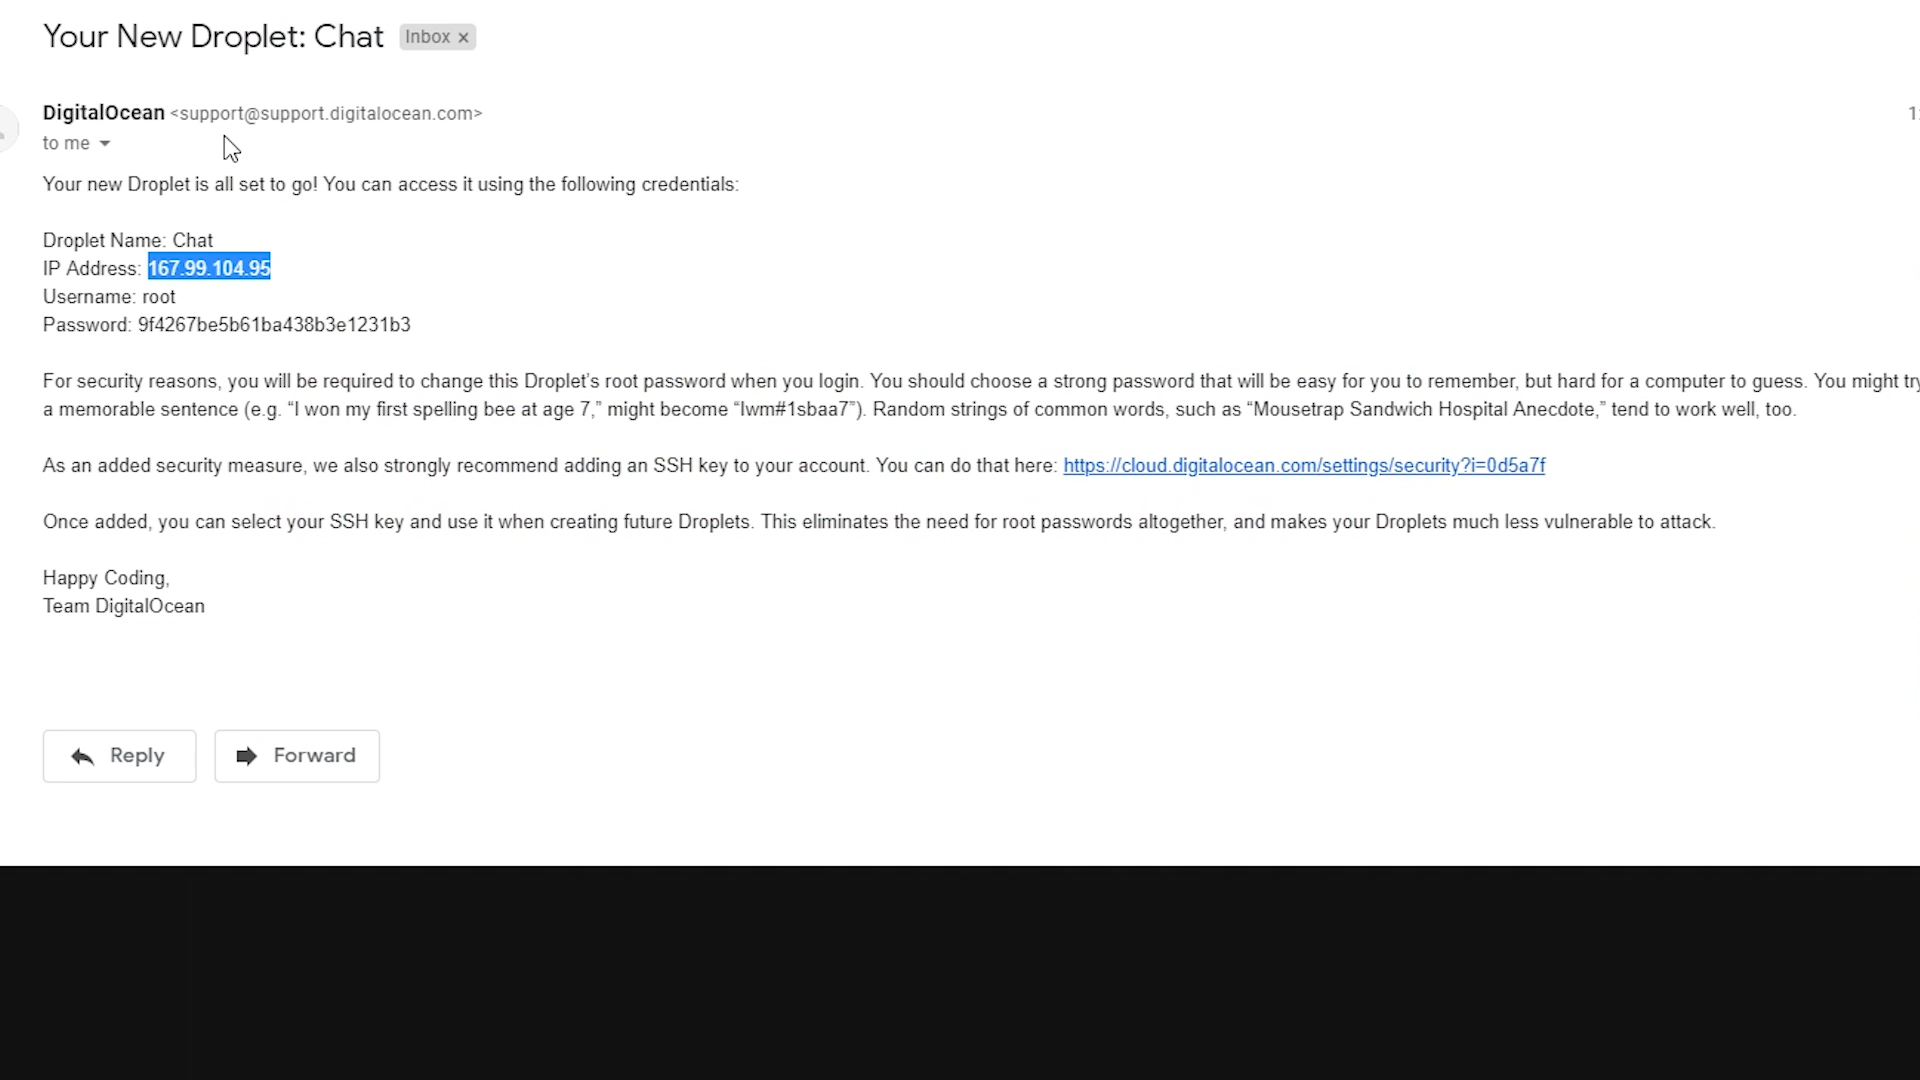 Your New Droplet: Chat Inbox ×
DigitalOcean <support@support.digitalocean.com>
to me
Your new Droplet is all set to go! You can access it using the following credentials:
Droplet Name: Chat
IP Address: 167.99.104.95
Username: root
Password: 9f4267be5b61ba438b3e1231b3
For security reasons, you will be required to change this Droplet’s root password when you login. You should choose a strong password that will be easy for you to remember, but hard for a computer to guess. You might try
a memorable sentence (e.g. “I won my first spelling bee at age 7,” might become “Iwm#1sbaa7”). Random strings of common words, such as “Mousetrap Sandwich Hospital Anecdote,” tend to work well, too.
As an added security measure, we also strongly recommend adding an SSH key to your account. You can do that here: https://cloud.digitalocean.com/settings/security?i=0d5a7f
Once added, you can select your SSH key and use it when creating future Droplets. This eliminates the need for root passwords altogether, and makes your Droplets much less vulnerable to attack.
Happy Coding,
Team DigitalOcean
Reply Forward